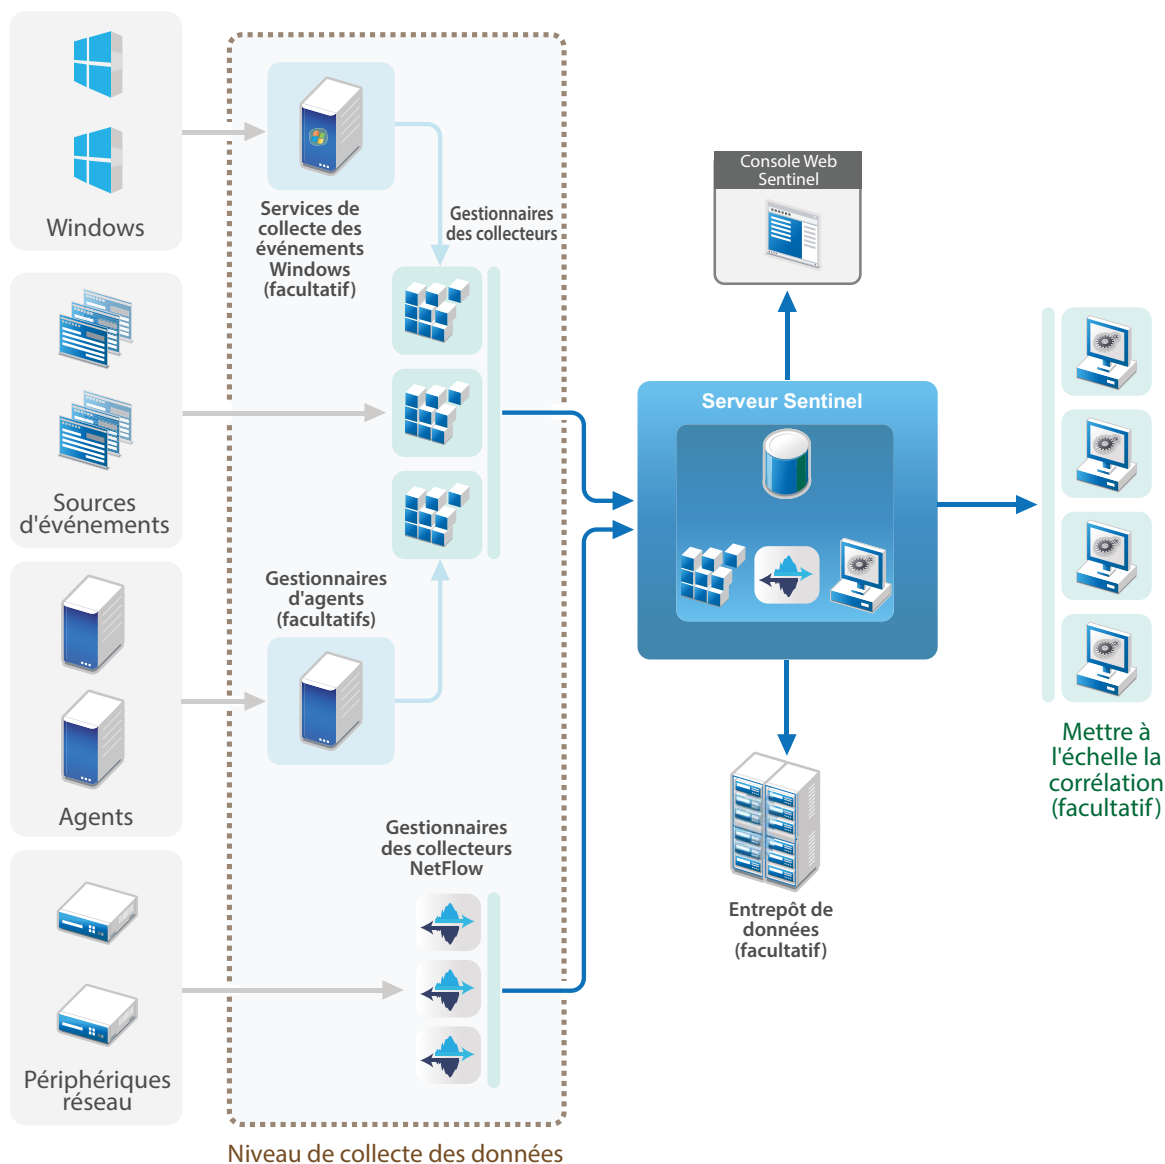 Windows
Services de
collecte des
événements
Windows
(facultatif)
Gestionnaires
des collecteurs
Console Web
Sentinel
Sources
d'événements
Serveur Sentinel
Gestionnaires
d'agents
(facultatifs)
Agents
Mettre à
l'échelle la
corrélation
(facultatif)
Gestionnaires
des collecteurs
NetFlow
Entrepôt de
données
(facultatif)
Périphériques
réseau
Niveau de collecte des données